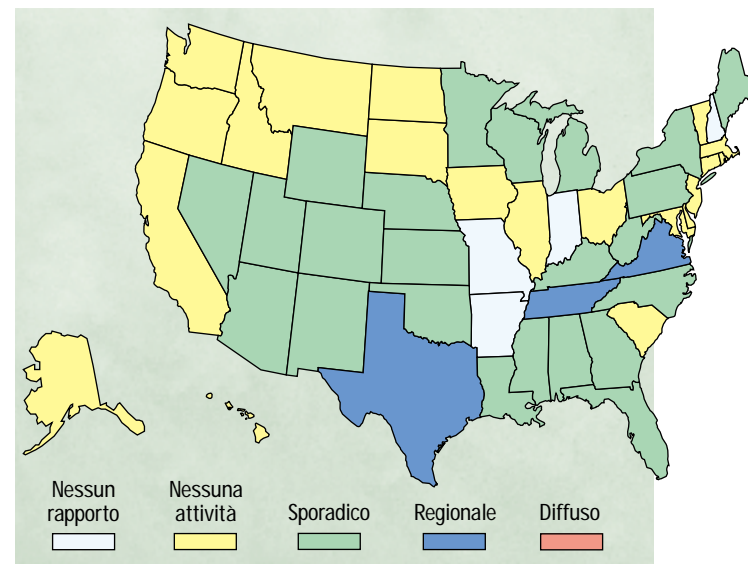 Nessun
rapporto
Nessuna
attività
Sporadico
Regionale
Diffuso